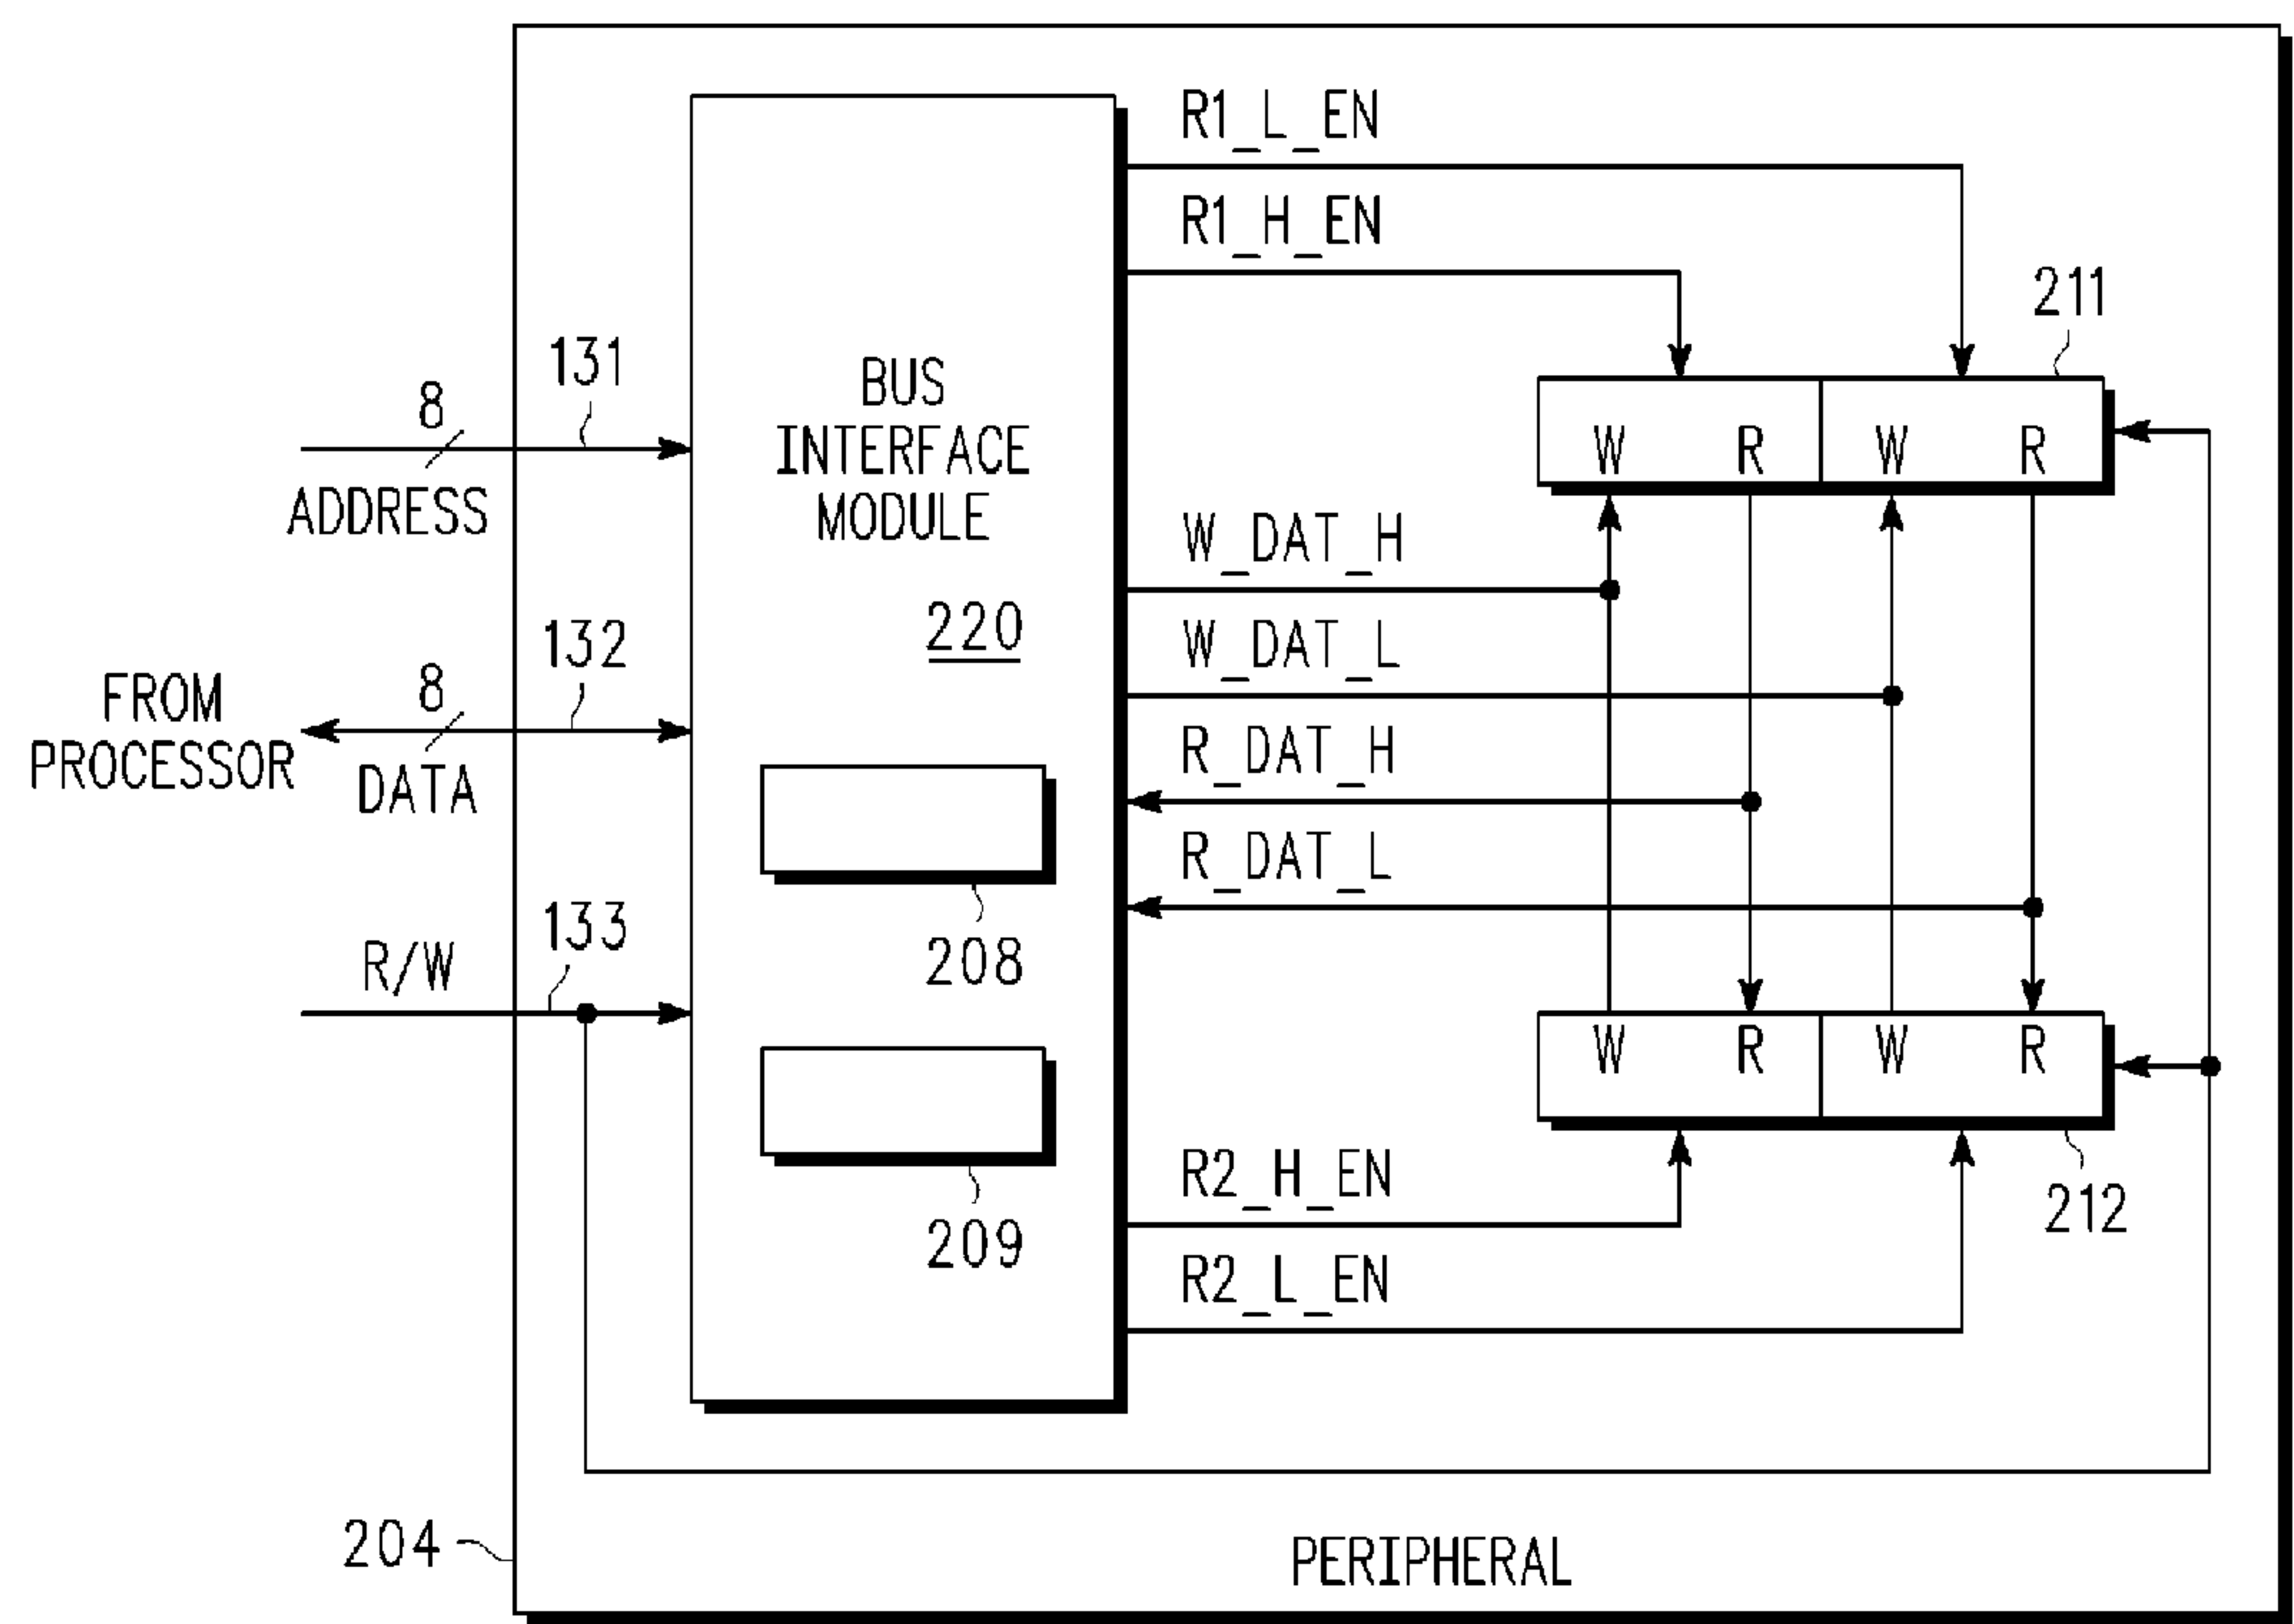 R1_L_EN
R1_H_EN
211
131
8
ADDRESS
BUS
INTERFACE
MODULE
220
W R W R
W_DAT_H
132
W_DAT_L
8
FROM
PROCESSOR
DATA
R_DAT_H
R_DAT_L
133
R/W
208
W R W R
R2_H_EN
212
209
R2_L_EN
204
PERIPHERAL